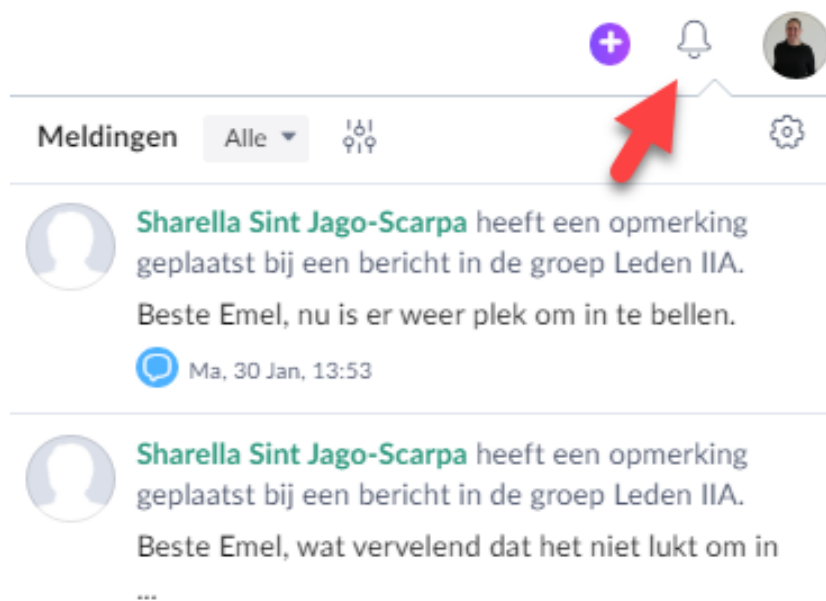 Meldingen Alle
Sharella Sint Jago-Scarpa heeft een opmerking
geplaatst bij een bericht in de groep Leden IIA.
Beste Emel, nu is er weer plek om in te bellen.
Ma, 30 Jan, 13:53
Sharella Sint Jago-Scarpa heeft een opmerking
geplaatst bij een bericht in de groep Leden IIA.
Beste Emel, wat vervelend dat het niet lukt om in
...